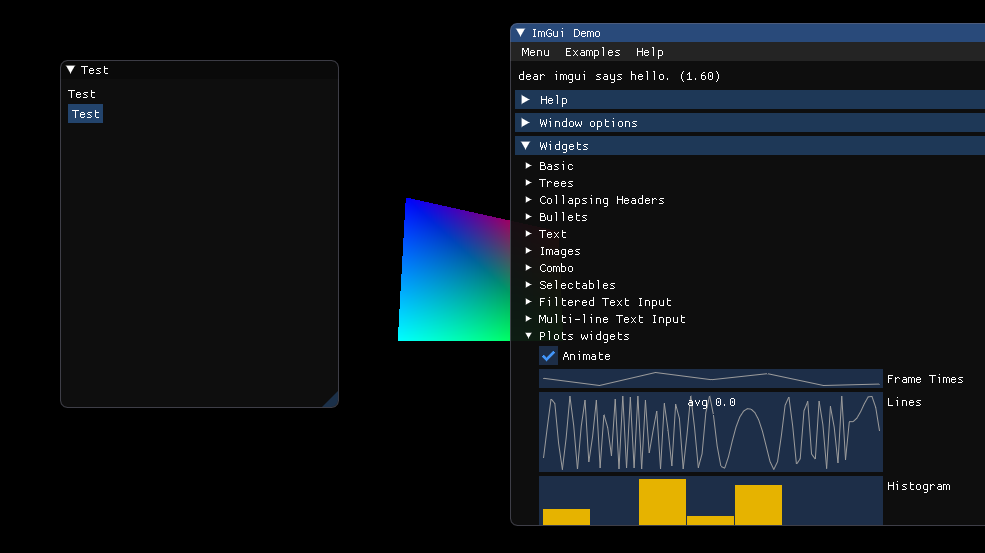 Test
Test
Test
ImGui Demo
Menu Examples Help
dear imgui says hello. (1.60)
Help
Window options
Widgets
Basic
Trees
Collapsing Headers
Bullets
Text
Images
Combo
Selectables
Filtered Text Input
Multi-line Text Input
Plots widgets
Animate
Frame Times
avg 0.0
Lines
Histogram